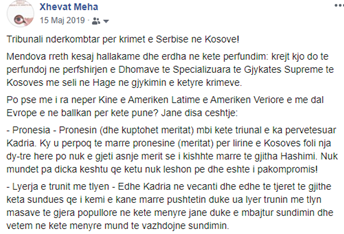 Xhevat Meha
15 Maj 2019 ·
Tribunali nderkombtar per krimet e Serbise ne Kosove!
Mendova rreth kesaj hallakame dhe erdha ne kete perfundim: krejt kjo do te
perfundoj ne perfshirjen e Dhomave te Specializuara te Gjykates Supreme te
Kosoves me seli ne Hage ne gjykimin e ketyre krimeve.
Po pse me i ra neper Kine e Ameriken Latime e Ameriken Veriore e me dal
Evrope e ne ballkan per kete pune? Jane disa ceshtje:
- Pronesia - Pronesin (dhe kuptohet meritat) mbi kete triunal e ka pervetesuar
Kadria. Ky u perpoq te marre pronesine (meritat) per lirine e Kosoves foli nja
dy-tre here po nuk e gjeti asnje merit se i kishhte marre te gjitha Hashimi. Nuk
mundet pa dicka keshtu qe ketu nuk leshon pe dhe eshte i pakompromis!
- Lyerja e trunit me tlyen - Edhe Kadria ne vecanti dhe edhe te tjeret te gjithe
keta sundues qe i kemi e kane marre pushtetin duke ua lyer trunin me tlyn
masave te gjera popullore ne kete menyre jane duke e mbajtur sundimin dhe
vetem ne kete menyre mund te vazhdojne sundimin.